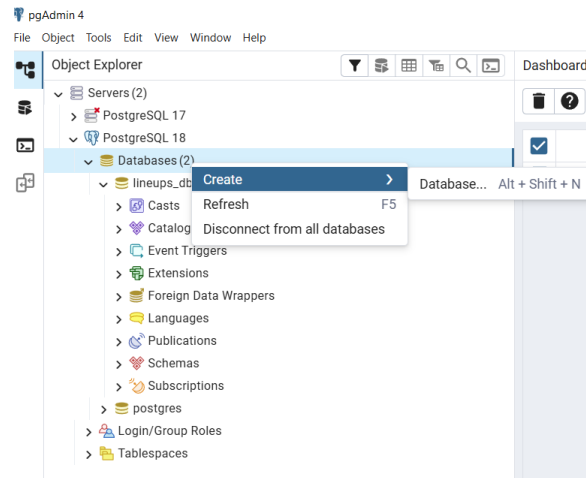 pgAdmin 4
File Object Tools Edit View Window Help
Object Explorer
Dashboard
Servers (2)
PostgreSQL 17
PostgreSQL 18
Databases (2)
lineups_db
Create
Database... Alt + Shift + N
Casts
Refresh F5
Catalog
Disconnect from all databases
Event Triggers
Extensions
Foreign Data Wrappers
Languages
Publications
Schemas
Subscriptions
postgres
Login/Group Roles
Tablespaces